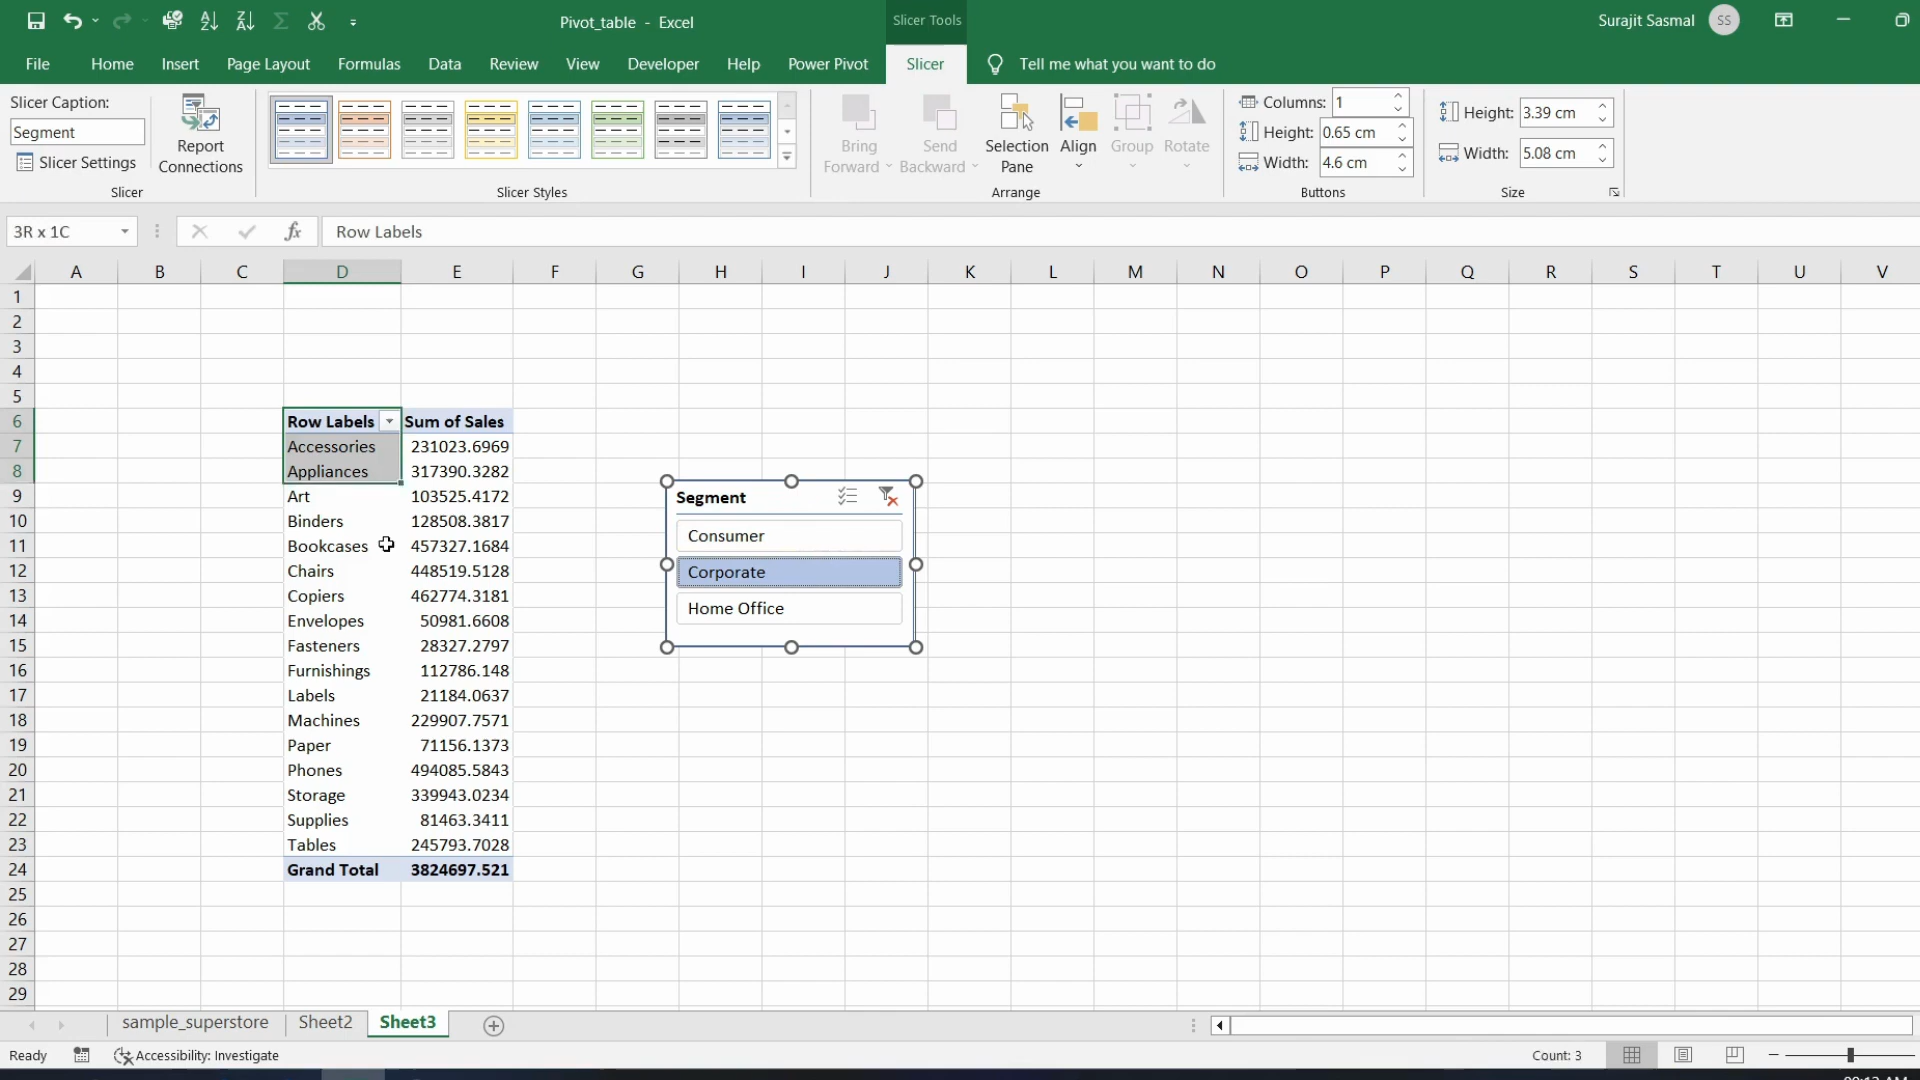 Pivot_table - Excel
Slicer Tools
Surajit Sasmal SS
File Home Insert Page Layout Formulas Data Review View Developer Help Power Pivot Slicer Tell me what you want to do
Slicer Caption:
Segment
Slicer Settings
Slicer
Report Connections
Slicer Styles
Bring Forward
Send Backward
Selection Pane
Align
Group
Rotate
Arrange
Columns: 1
Height: 0.65 cm
Width: 4.6 cm
Buttons
Height: 3.39 cm
Width: 5.08 cm
Size
3R x 1C fx Row Labels
A B C D E F G H I J K L M N O P Q R S T U V
1
2
3
4
5
6 Row Labels Sum of Sales
7 Accessories 231023.6969
8 Appliances 317390.3282
9 Art 103525.4172
10 Binders 128508.3817
11 Bookcases 457327.1684
12 Chairs 448519.5128
13 Copiers 462774.3181
14 Envelopes 50981.6608
15 Fasteners 28327.2797
16 Furnishings 112786.148
17 Labels 21184.0637
18 Machines 229907.7571
19 Paper 71156.1373
20 Phones 494085.5843
21 Storage 339943.0234
22 Supplies 81463.3411
23 Tables 245793.7028
24 Grand Total 3824697.521
25
26
27
28
29
Segment
Consumer
Corporate
Home Office
sample_superstore Sheet2 Sheet3
Ready Accessibility: Investigate Count: 3